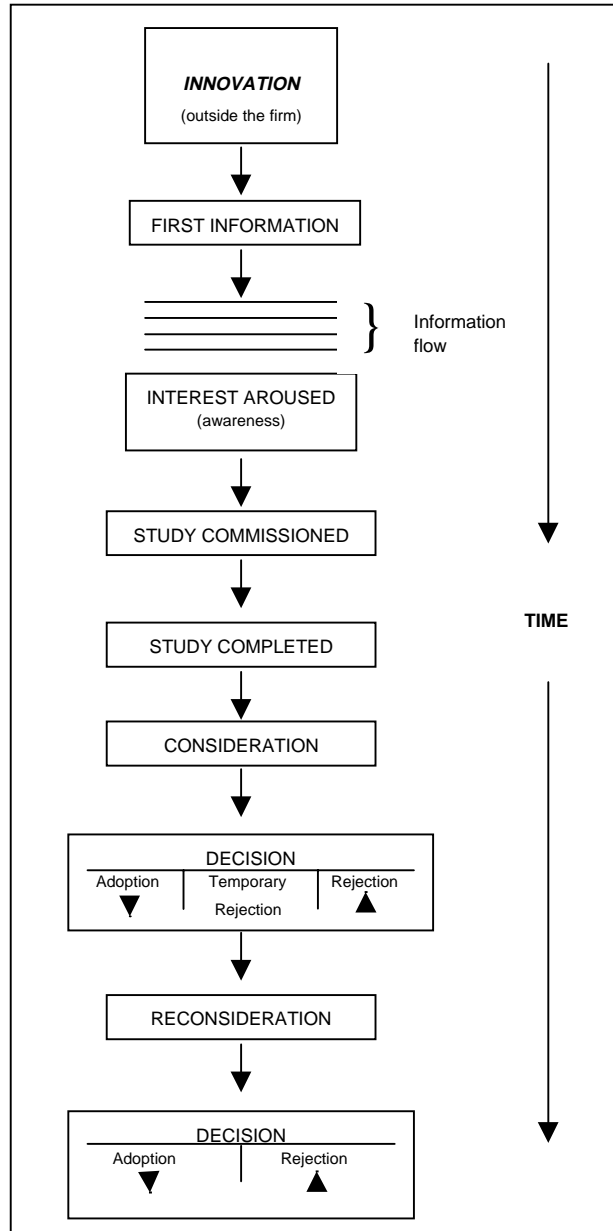 INNOVATION
(outside the firm)
FIRST INFORMATION
Information
flow
INTEREST AROUSED
(awareness)
STUDY COMMISSIONED
TIME
STUDY COMPLETED
CONSIDERATION
DECISION
Adoption Temporary Rejection
Rejection
RECONSIDERATION
DECISION
Adoption Rejection